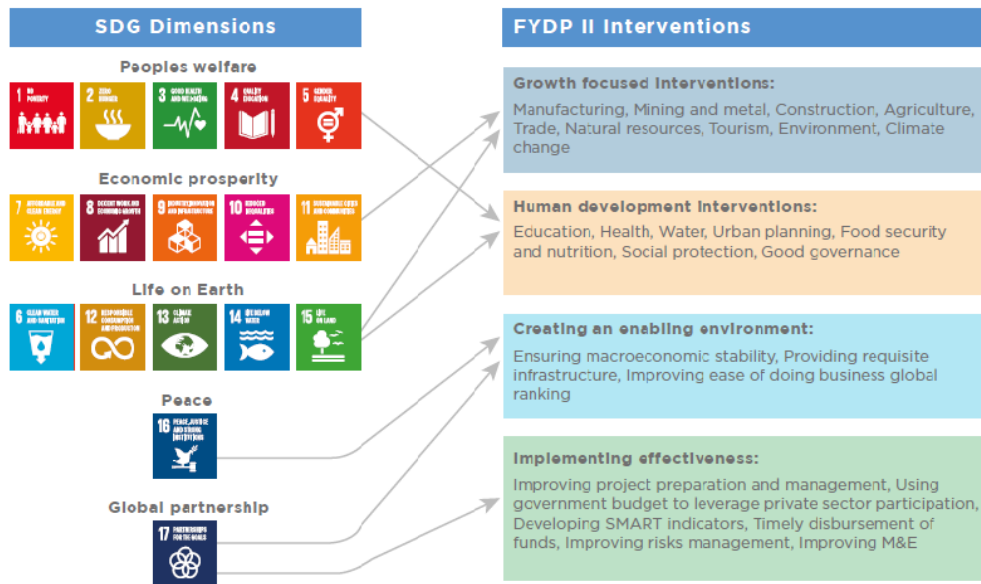 SDG Dimensions
Peoples welfare
1 NO POVERTY
2 ZERO HUNGER
3 GOOD HEALTH AND WELL-BEING
4 QUALITY EDUCATION
5 GENDER EQUALITY
Economic prosperity
7 AFFORDABLE AND CLEAN ENERGY
8 DECENT WORK AND ECONOMIC GROWTH
9 INDUSTRY, INNOVATION AND INFRASTRUCTURE
10 REDUCED INEQUALITIES
11 SUSTAINABLE CITIES AND COMMUNITIES
Life on Earth
6 CLEAN WATER AND SANITATION
12 RESPONSIBLE CONSUMPTION AND PRODUCTION
13 CLIMATE ACTION
14 LIFE BELOW WATER
15 LIFE ON LAND
Peace
16 PEACE, JUSTICE AND STRONG INSTITUTIONS
Global partnership
17 PARTNERSHIPS FOR THE GOALS
FYDP II Interventions
Growth focused Interventions:
Manufacturing, Mining and metal, Construction, Agriculture,
Trade, Natural resources, Tourism, Environment, Climate
change
Human development Interventions:
Education, Health, Water, Urban planning, Food security
and nutrition, Social protection, Good governance
Creating an enabling environment:
Ensuring macroeconomic stability, Providing requisite
infrastructure, Improving ease of doing business global
ranking
Implementing effectiveness:
Improving project preparation and management, Using
government budget to leverage private sector participation,
Developing SMART indicators, Timely disbursement of
funds, Improving risks management, Improving M&E